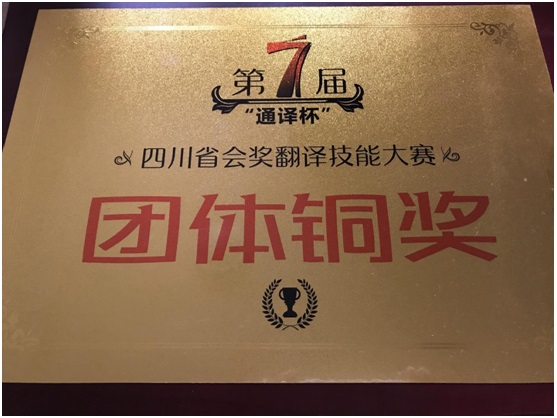 第7届
“通译杯”
四川省会奖翻译技能大赛
团体铜奖